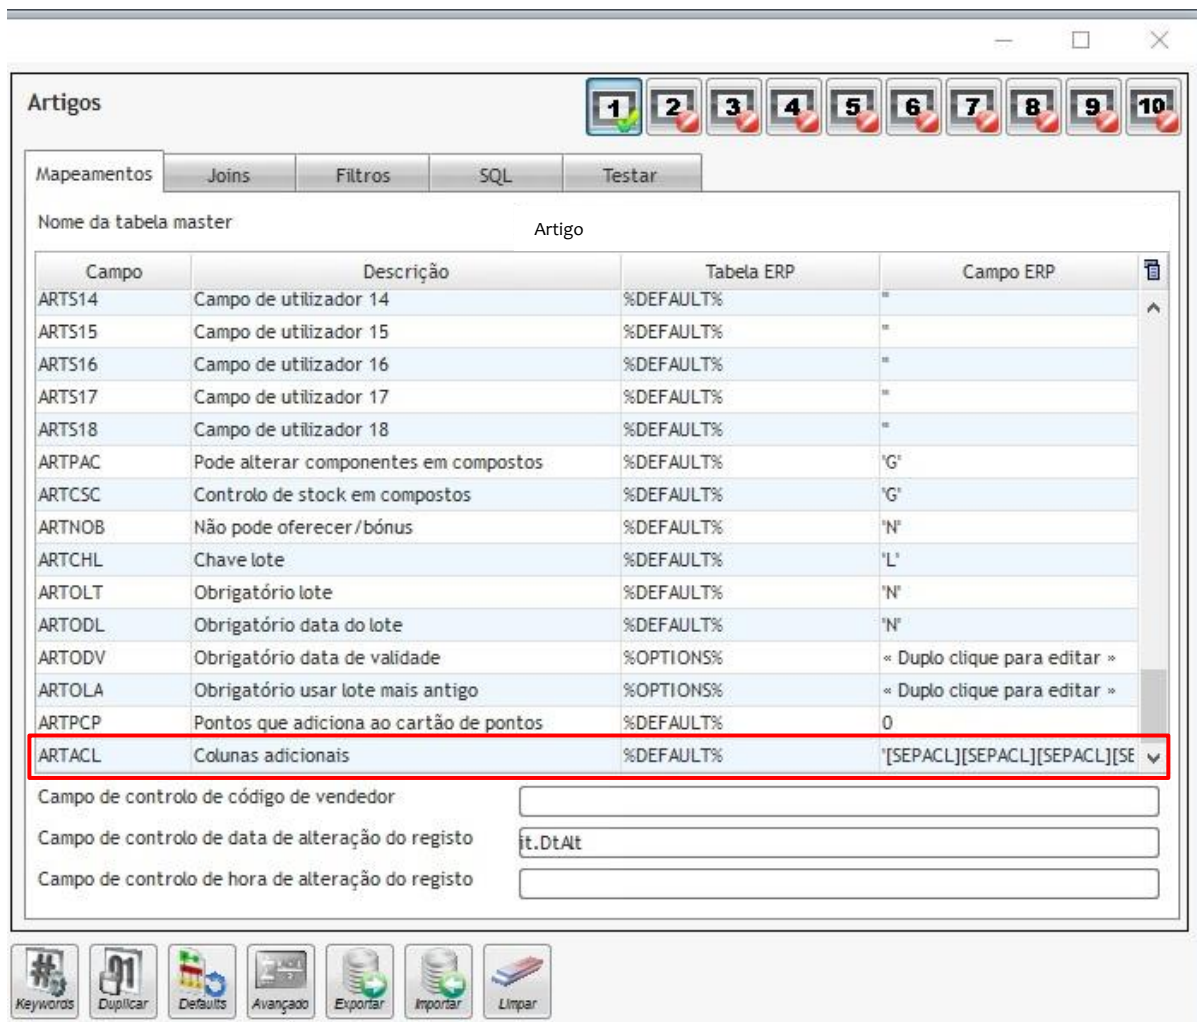 Artigos 1 2 3 4 5 6 7 8 9 10
Mapeamentos Joins Filtros SQL Testar
Nome da tabela master Artigo
Campo Descrição Tabela ERP Campo ERP
ARTS14 Campo de utilizador 14 %DEFAULT% ''
ARTS15 Campo de utilizador 15 %DEFAULT% ''
ARTS16 Campo de utilizador 16 %DEFAULT% ''
ARTS17 Campo de utilizador 17 %DEFAULT% ''
ARTS18 Campo de utilizador 18 %DEFAULT% ''
ARTPAC Pode alterar componentes em compostos %DEFAULT% 'G'
ARTCSC Controlo de stock em compostos %DEFAULT% 'G'
ARTNOB Não pode oferecer/bónus %DEFAULT% 'N'
ARTCHL Chave lote %DEFAULT% 'L'
ARTOLT Obrigatório lote %DEFAULT% 'N'
ARTODL Obrigatório data do lote %DEFAULT% 'N'
ARTODV Obrigatório data de validade %OPTIONS% « Duplo clique para editar »
ARTOLA Obrigatório usar lote mais antigo %OPTIONS% « Duplo clique para editar »
ARTPCP Pontos que adiciona ao cartão de pontos %DEFAULT% 0
ARTACL Colunas adicionais %DEFAULT% '[SEPACL][SEPACL][SEPACL][SE
Campo de controlo de código de vendedor
Campo de controlo de data de alteração do registo it.DtAlt
Campo de controlo de hora de alteração do registo
Keywords Duplicar Defaults Avançado Exportar Importar Limpar